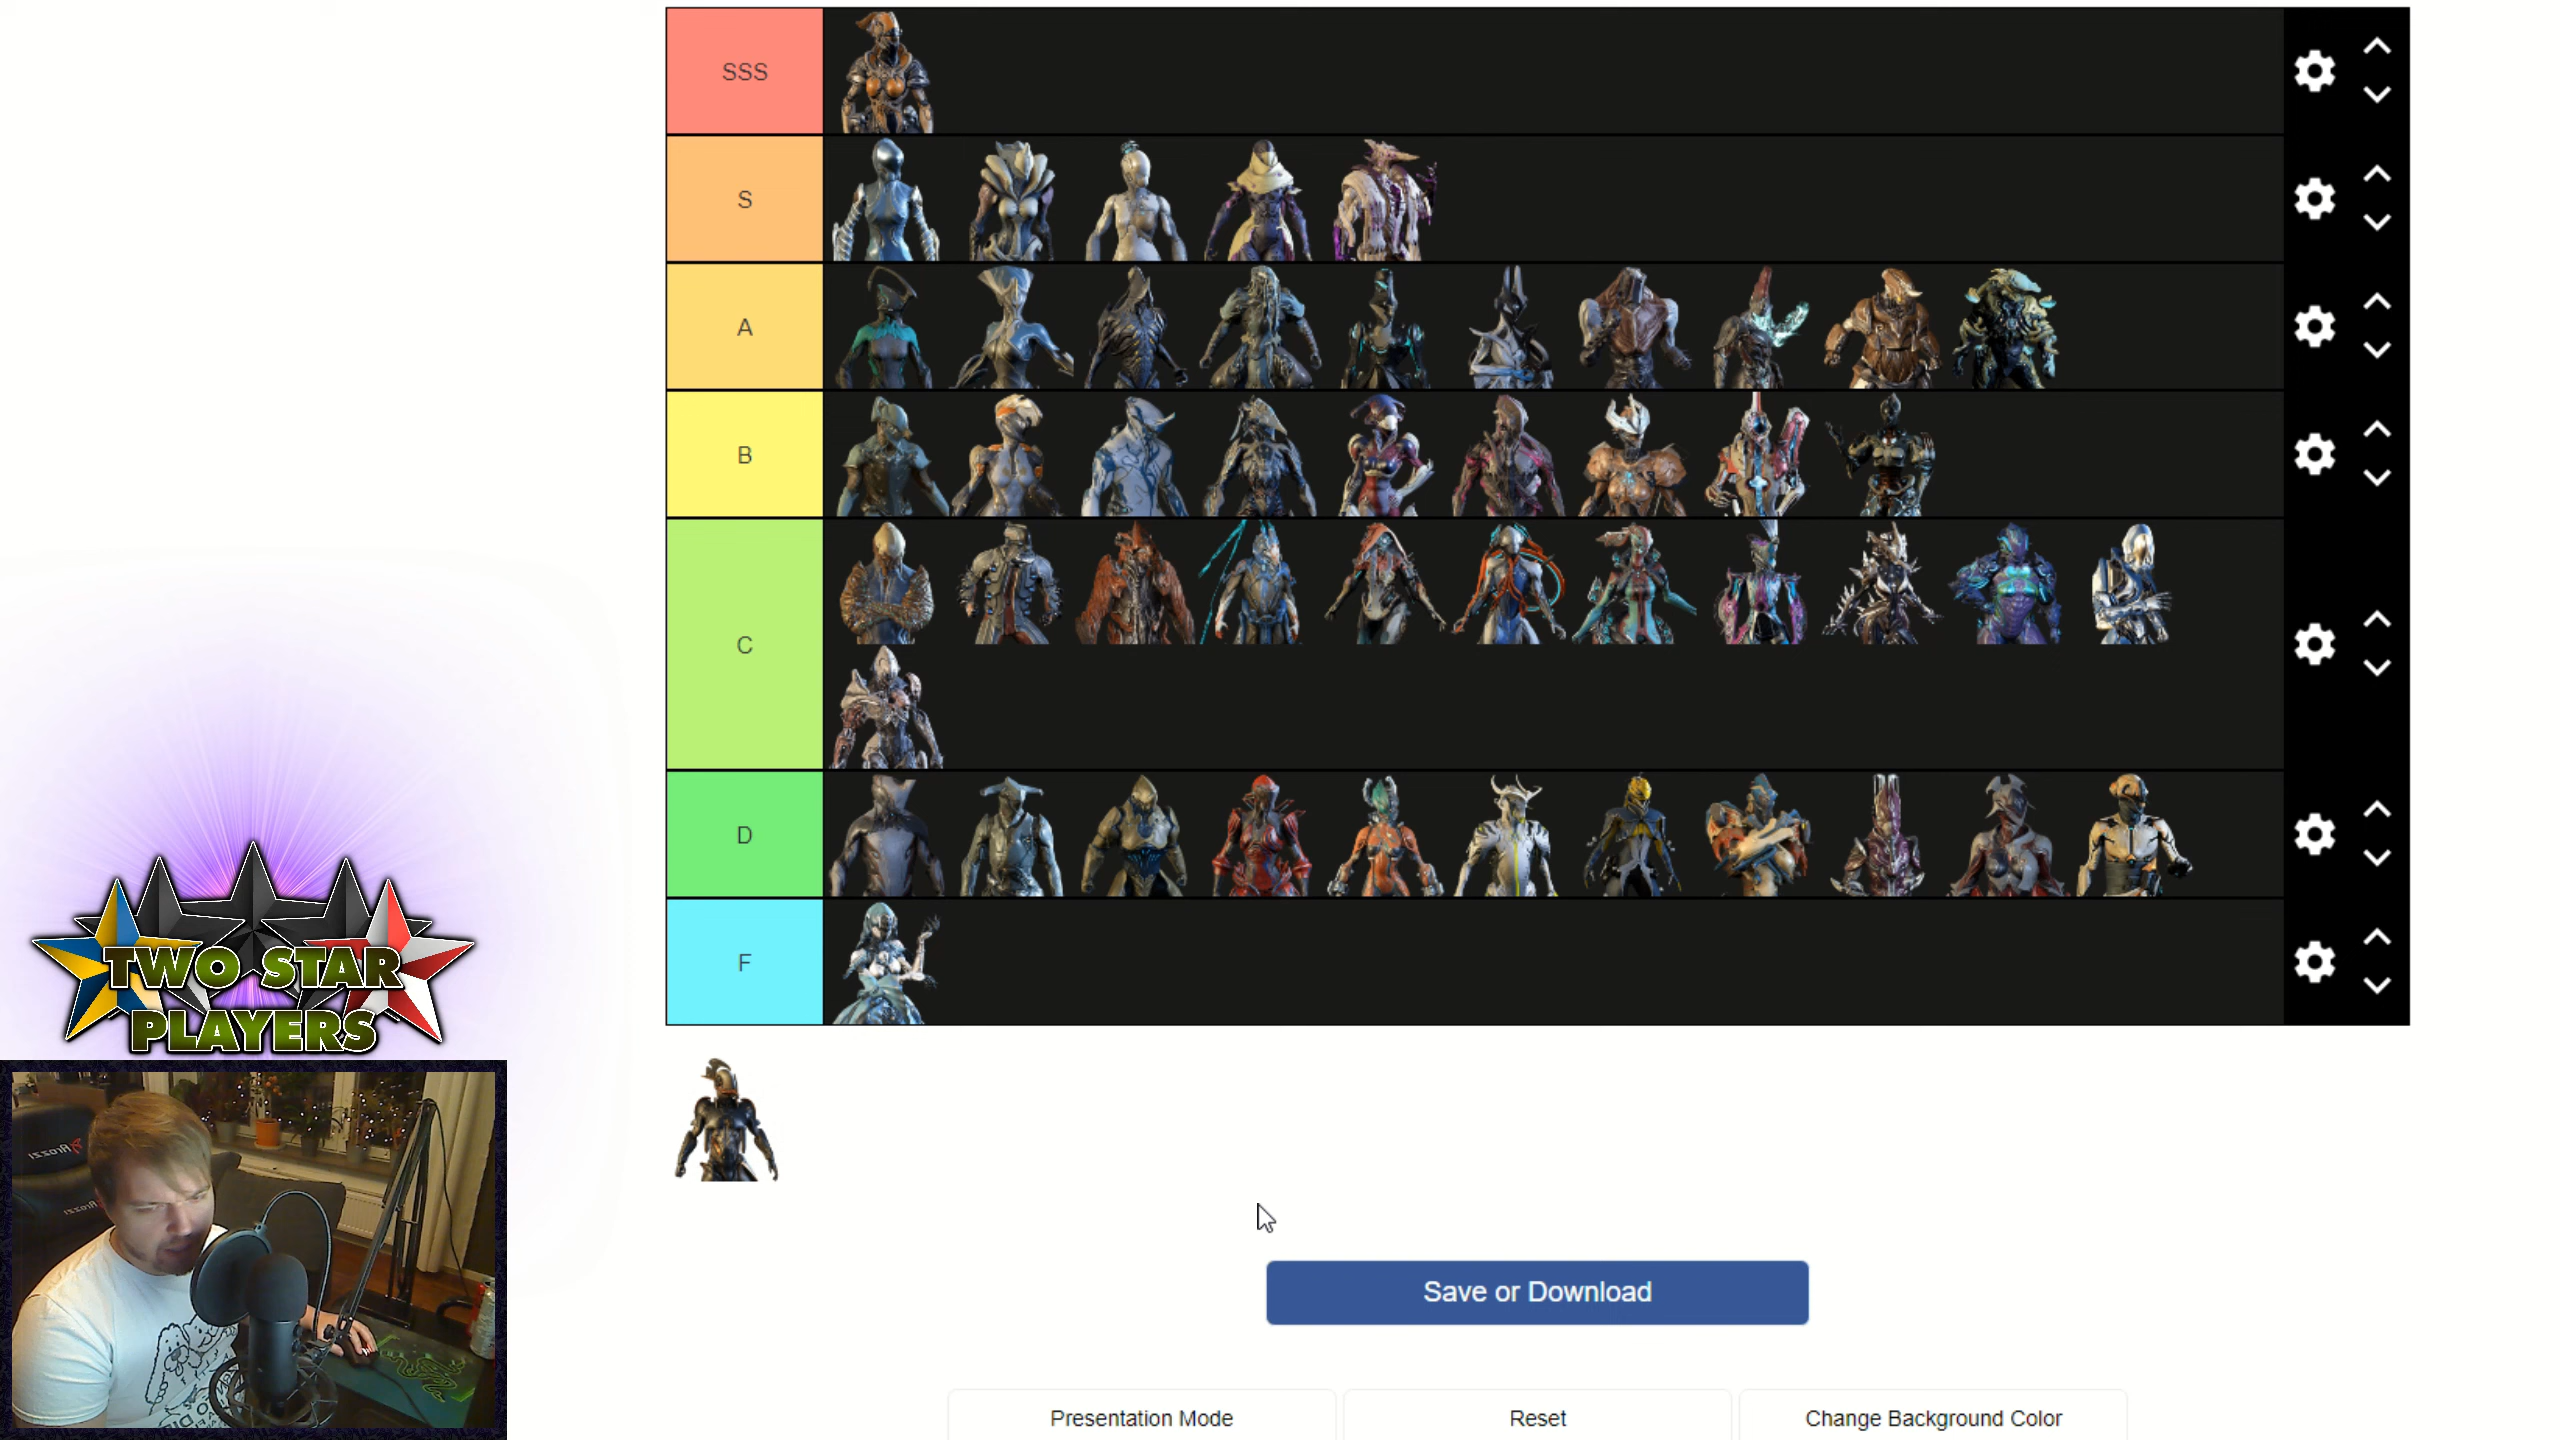 SSS
S
A
B
C
D
F
TWO STAR
PLAYERS
Save or Download
Presentation Mode
Reset
Change Background Color